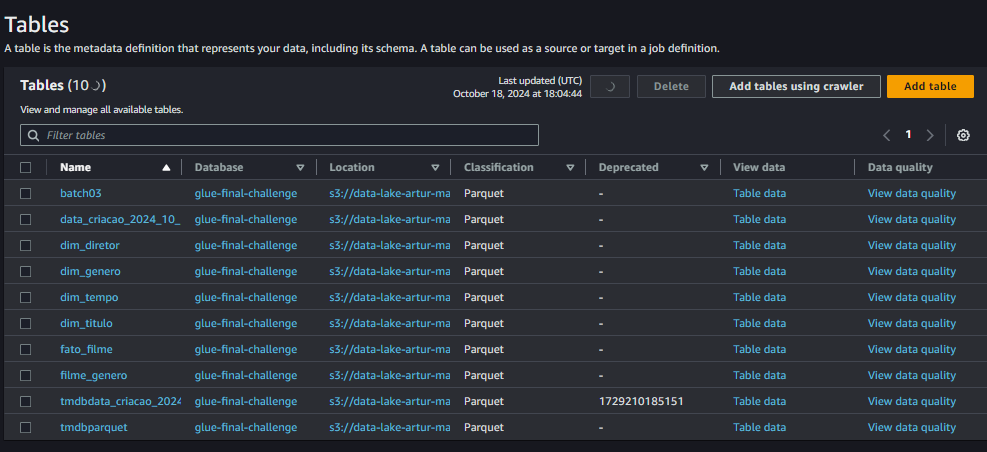 Tables
A table is the metadata definition that represents your data, including its schema. A table can be used as a source or target in a job definition.
Tables (10)
View and manage all available tables.
Last updated (UTC)
October 18, 2024 at 18:04:44
Delete
Add tables using crawler
Add table
Filter tables
1
Name Database Location Classification Deprecated View data Data quality
batch03 glue-final-challenge s3://data-lake-artur-ma Parquet - Table data View data quality
data_criacao_2024_10_ glue-final-challenge s3://data-lake-artur-ma Parquet - Table data View data quality
dim_diretor glue-final-challenge s3://data-lake-artur-ma Parquet - Table data View data quality
dim_genero glue-final-challenge s3://data-lake-artur-ma Parquet - Table data View data quality
dim_tempo glue-final-challenge s3://data-lake-artur-ma Parquet - Table data View data quality
dim_titulo glue-final-challenge s3://data-lake-artur-ma Parquet - Table data View data quality
fato_filme glue-final-challenge s3://data-lake-artur-ma Parquet - Table data View data quality
filme_genero glue-final-challenge s3://data-lake-artur-ma Parquet - Table data View data quality
tmdbdata_criacao_2024 glue-final-challenge s3://data-lake-artur-ma Parquet 1729210185151 Table data View data quality
tmdbparquet glue-final-challenge s3://data-lake-artur-ma Parquet - Table data View data quality